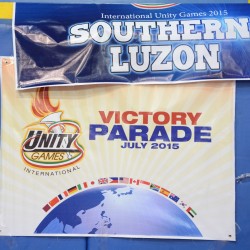 International Unity Games 2015
SOUTHERN
LUZON
UNITY
GAMES
INTERNATIONAL
VICTORY
PARADE
JULY 2015